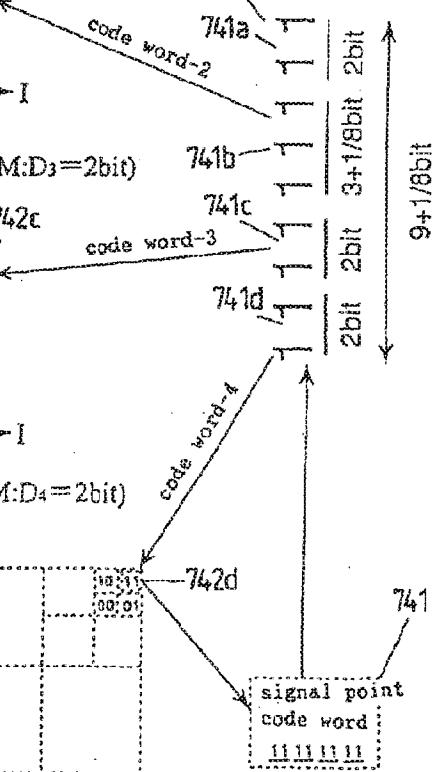 741a
code word-2
2bit
I
3+1/8bit
9+1/8bit
M:D3=2bit)
741b
742c
741c
code word-3
2bit
741d
2bit
code word-4
I
M:D4=2bit)
10 11
00 01
742d
741
signal point
code word
11 11 11 11